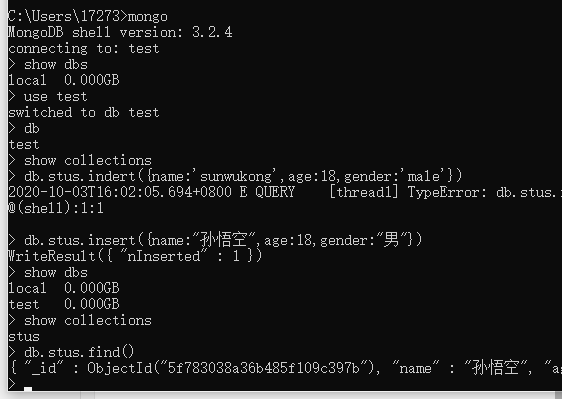 C:\Users\17273>mongo
MongoDB shell version: 3.2.4
connecting to: test
> show dbs
local  0.000GB
> use test
switched to db test
> db
test
> show collections
> db.stus.indert({name:'sunwukong',age:18,gender:'male'})
2020-10-03T16:02:05.694+0800 E QUERY    [thread1] TypeError: db.stus.
@(shell):1:1
> db.stus.insert({name:"孙悟空",age:18,gender:"男"})
WriteResult({ "nInserted" : 1 })
> show dbs
local  0.000GB
test   0.000GB
> show collections
stus
> db.stus.find()
{ "_id" : ObjectId("5f783038a36b485f109c397b"), "name" : "孙悟空", "ag
>